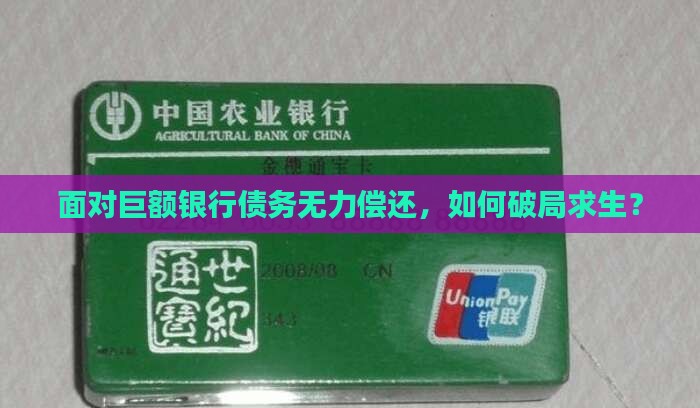 中国农业银行
AGRICULTURAL BANK OF CHINA
金穗通宝卡
面对巨额银行债务无力偿还，如何破局求生？
2008/08 CN
343
世紀
通寶
UnionPay
银联